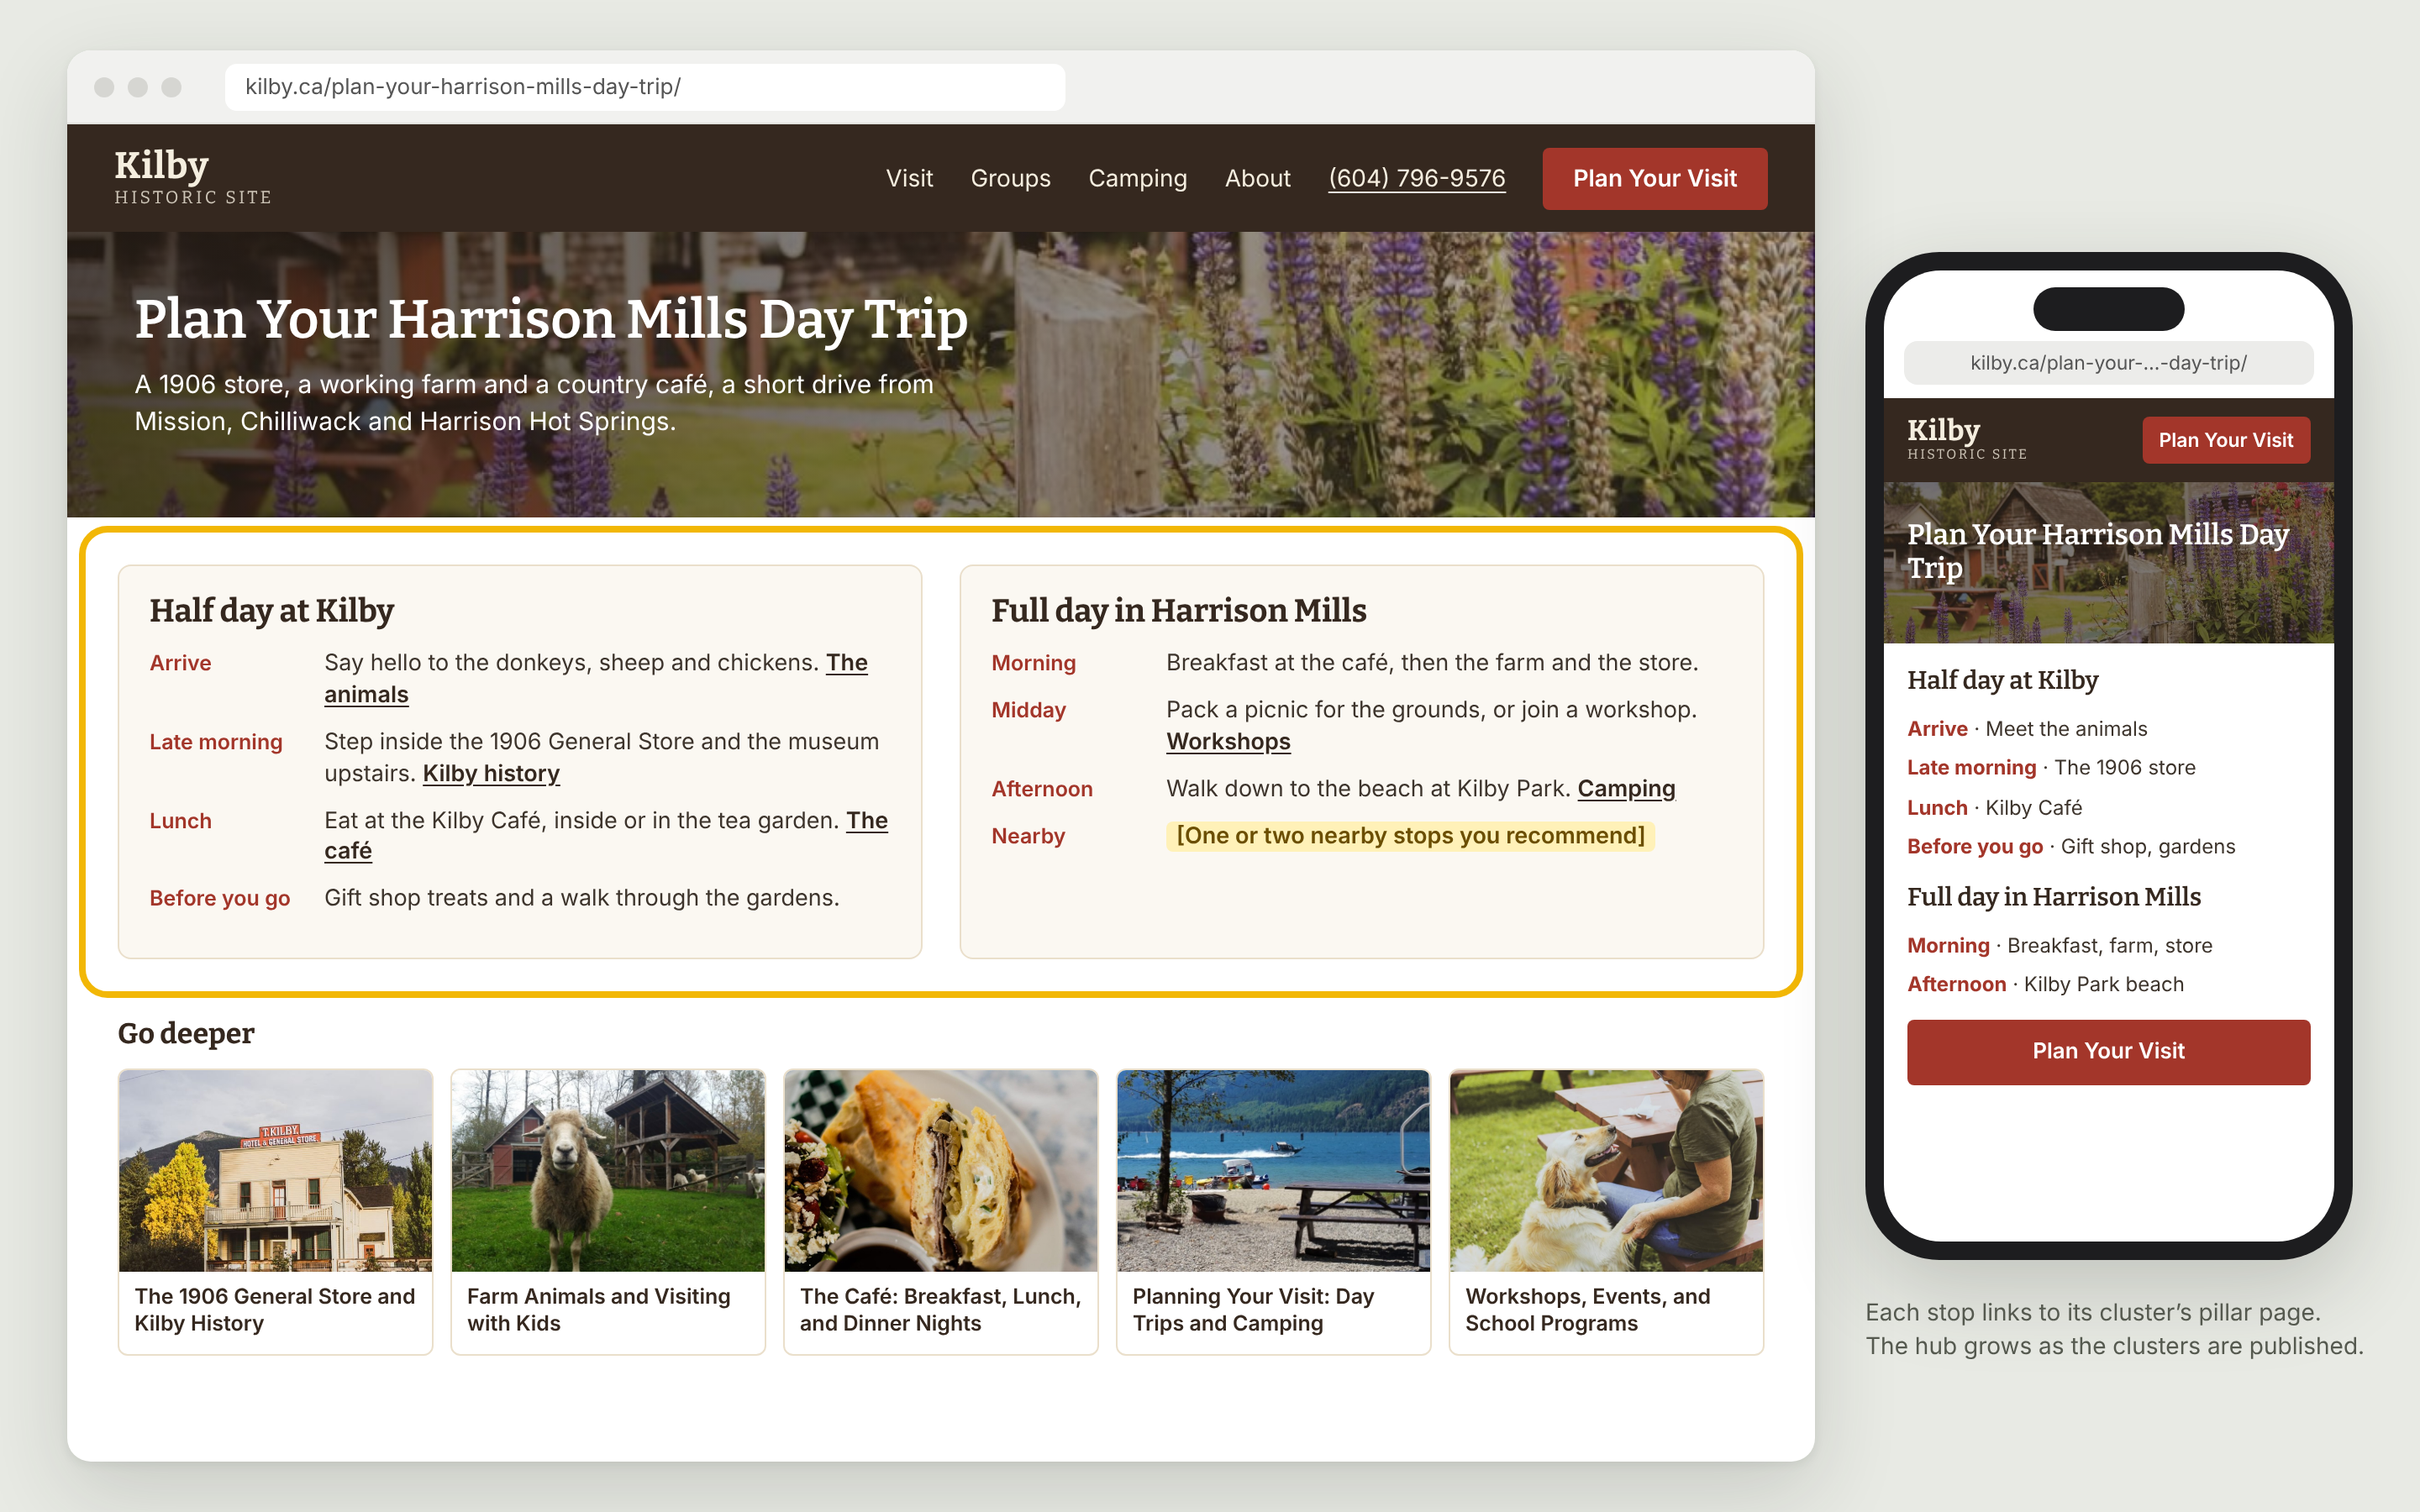 kilby.ca/plan-your-harrison-mills-day-trip/
Kilby
HISTORIC SITE
Visit
Groups
Camping
About
(604) 796-9576
Plan Your Visit
Plan Your Harrison Mills Day Trip
A 1906 store, a working farm and a country café, a short drive from
Mission, Chilliwack and Harrison Hot Springs.
Half day at Kilby
Arrive
Say hello to the donkeys, sheep and chickens. The
animals
Late morning
Step inside the 1906 General Store and the museum
upstairs. Kilby history
Lunch
Eat at the Kilby Café, inside or in the tea garden. The
café
Before you go
Gift shop treats and a walk through the gardens.
Full day in Harrison Mills
Morning
Breakfast at the café, then the farm and the store.
Midday
Pack a picnic for the grounds, or join a workshop.
Workshops
Afternoon
Walk down to the beach at Kilby Park. Camping
Nearby
[One or two nearby stops you recommend]
Go deeper
T.KILBY
HOTEL & GENERAL STORE
The 1906 General Store and
Kilby History
Farm Animals and Visiting
with Kids
The Café: Breakfast, Lunch,
and Dinner Nights
Planning Your Visit: Day
Trips and Camping
Workshops, Events, and
School Programs
kilby.ca/plan-your-...-day-trip/
Kilby
HISTORIC SITE
Plan Your Visit
Plan Your Harrison Mills Day
Trip
Half day at Kilby
Arrive · Meet the animals
Late morning · The 1906 store
Lunch · Kilby Café
Before you go · Gift shop, gardens
Full day in Harrison Mills
Morning · Breakfast, farm, store
Afternoon · Kilby Park beach
Plan Your Visit
Each stop links to its cluster’s pillar page.
The hub grows as the clusters are published.